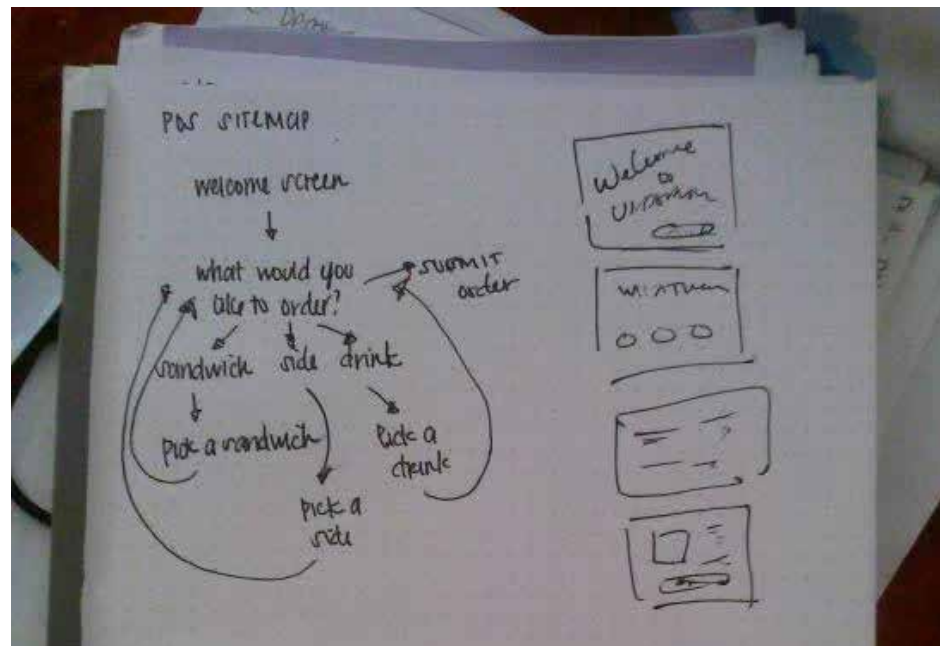 POS SITEMAP
welcome screen
what would you
like to order?
submit
order
sandwich side drink
pick a sandwich
pick a
drink
pick a
side
Welcome
to